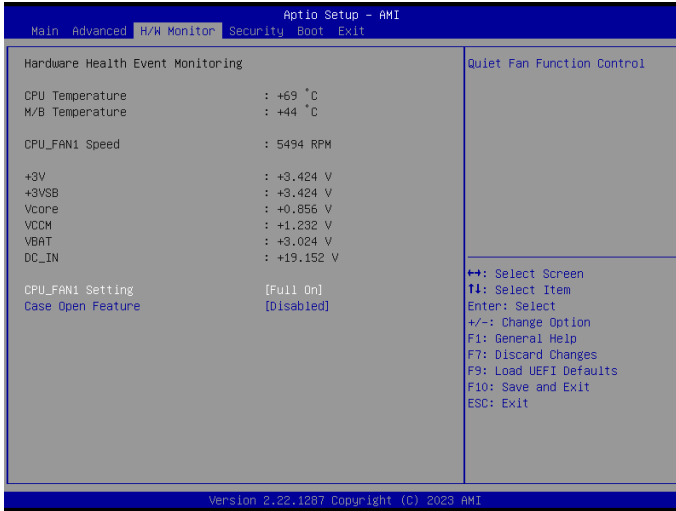 Aptio Setup – AMI
Main Advanced H/W Monitor Security Boot Exit
Hardware Health Event Monitoring
CPU Temperature : +69 °C
M/B Temperature : +44 °C
CPU_FAN1 Speed : 5494 RPM
+3V : +3.424 V
+3VSB : +3.424 V
Vcore : +0.856 V
VCCM : +1.232 V
VBAT : +3.024 V
DC_IN : +19.152 V
CPU_FAN1 Setting [Full On]
Case Open Feature [Disabled]
Quiet Fan Function Control
↔: Select Screen
↑↓: Select Item
Enter: Select
+/-: Change Option
F1: General Help
F7: Discard Changes
F9: Load UEFI Defaults
F10: Save and Exit
ESC: Exit
Version 2.22.1287 Copyright (C) 2023 AMI